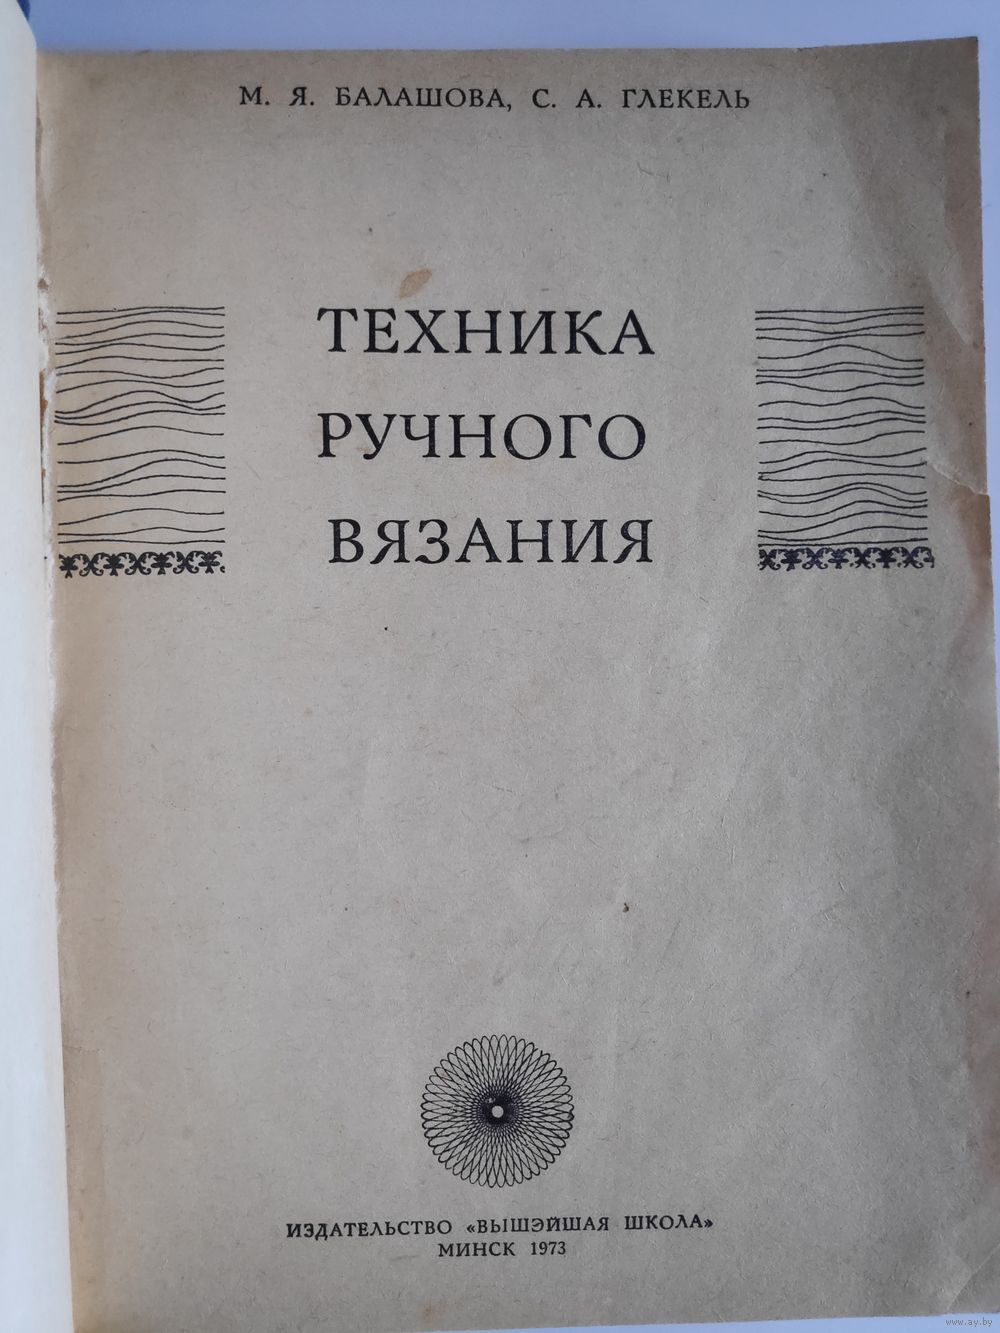 М. Я. БАЛАШОВА, С. А. ГЛЕКЕЛЬ
ТЕХНИКА
РУЧНОГО
ВЯЗАНИЯ
ИЗДАТЕЛЬСТВО «ВЫШЭЙШАЯ ШКОЛА»
МИНСК 1973
www.ay.by